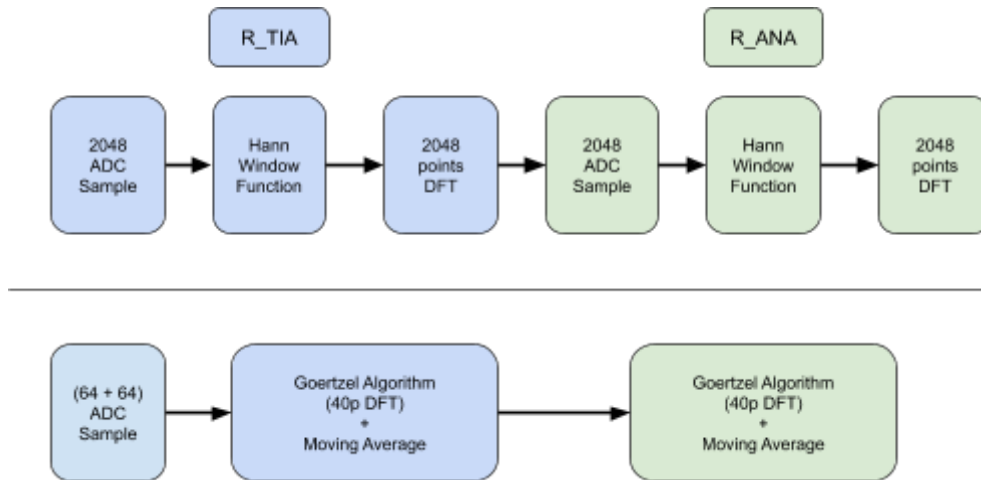 R_TIA
R_ANA
2048
ADC
Sample
Hann
Window
Function
2048
points
DFT
2048
ADC
Sample
Hann
Window
Function
2048
points
DFT
(64 + 64)
ADC
Sample
Goertzel Algorithm
(40p DFT)
+
Moving Average
Goertzel Algorithm
(40p DFT)
+
Moving Average